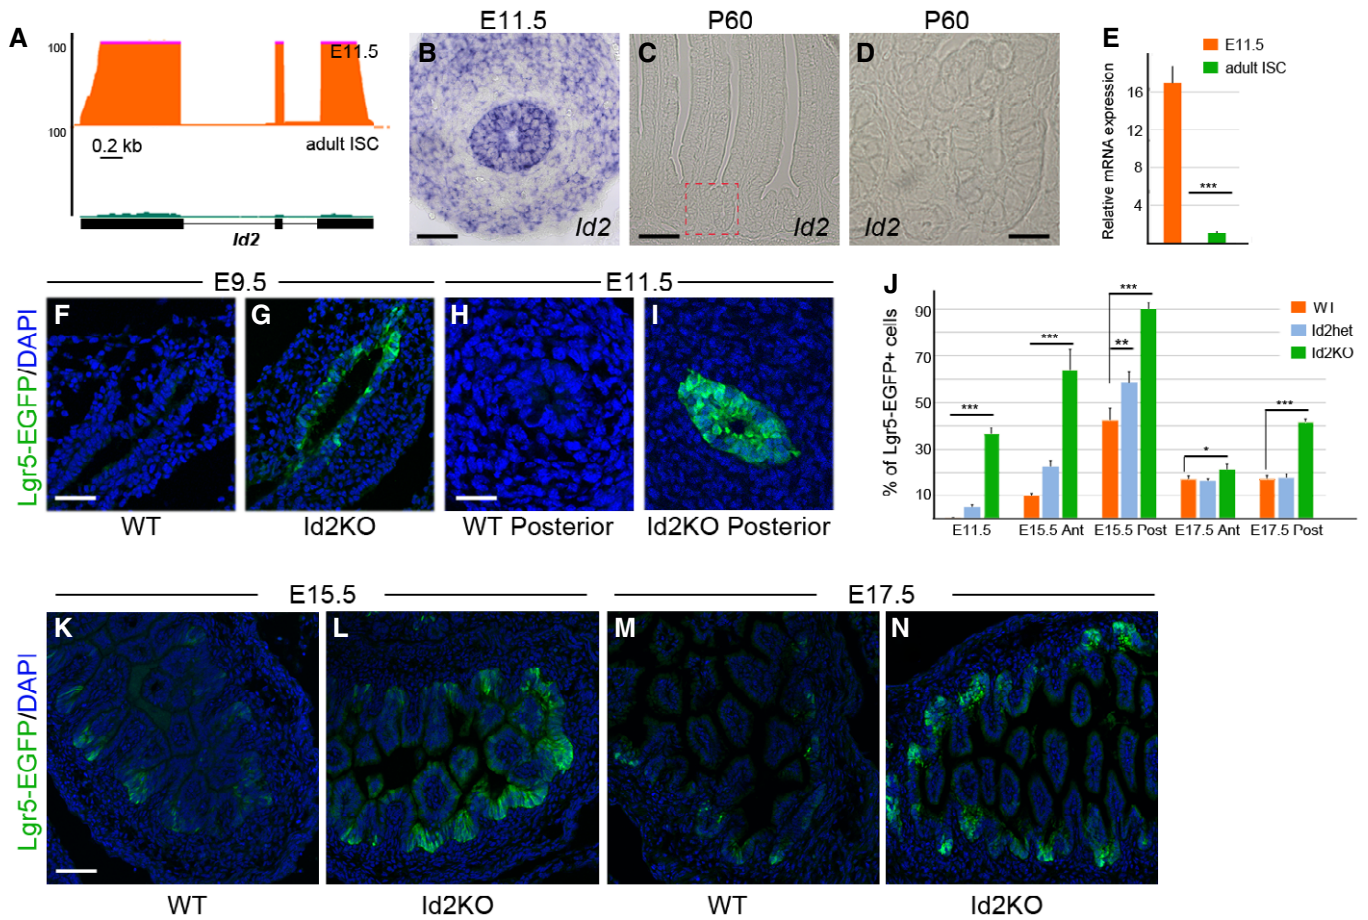 A
100
E11.5
100
0.2 kb
adult ISC
Id2
E11.5
B
Id2
P60
C
Id2
P60
D
Id2
E
E11.5
adult ISC
Relative mRNA expression
16
12
8
4
***
E9.5
E11.5
Lgr5-EGFP/DAPI
F
G
H
I
WT
Id2KO
WT Posterior
Id2KO Posterior
J
% of Lgr5-EGFP+ cells
90
70
50
30
10
WT
Id2het
Id2KO
***
***
**
***
*
***
E11.5
E15.5 Ant
E15.5 Post
E17.5 Ant
E17.5 Post
E15.5
E17.5
Lgr5-EGFP/DAPI
K
L
M
N
WT
Id2KO
WT
Id2KO